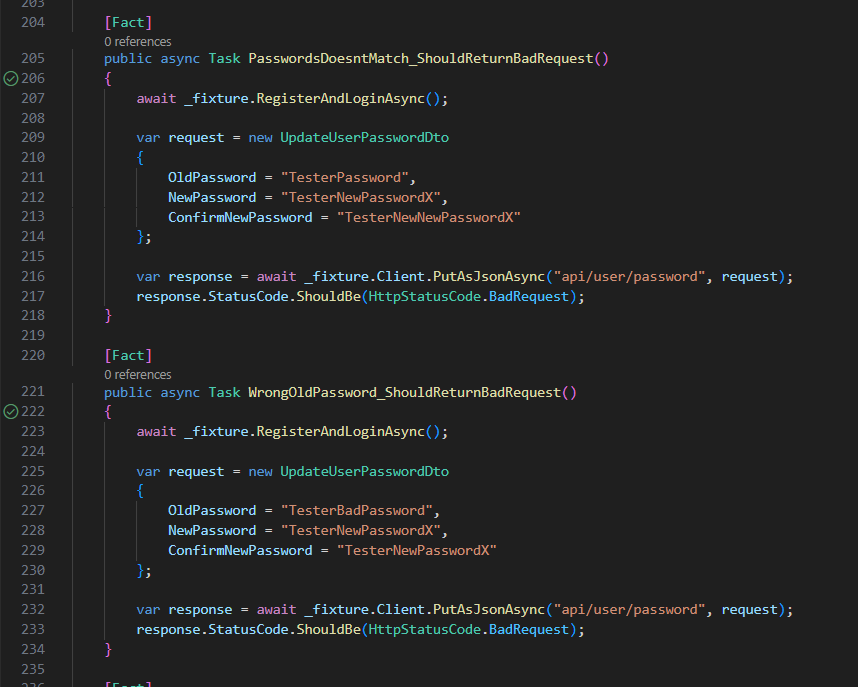 203
204 [Fact]
0 references
205 public async Task PasswordsDoesntMatch_ShouldReturnBadRequest()
206 {
207 await _fixture.RegisterAndLoginAsync();
208
209 var request = new UpdateUserPasswordDto
210 {
211 OldPassword = "TesterPassword",
212 NewPassword = "TesterNewPasswordX",
213 ConfirmNewPassword = "TesterNewNewPasswordX"
214 };
215
216 var response = await _fixture.Client.PutAsJsonAsync("api/user/password", request);
217 response.StatusCode.ShouldBe(HttpStatusCode.BadRequest);
218 }
219
220 [Fact]
0 references
221 public async Task WrongOldPassword_ShouldReturnBadRequest()
222 {
223 await _fixture.RegisterAndLoginAsync();
224
225 var request = new UpdateUserPasswordDto
226 {
227 OldPassword = "TesterBadPassword",
228 NewPassword = "TesterNewPasswordX",
229 ConfirmNewPassword = "TesterNewPasswordX"
230 };
231
232 var response = await _fixture.Client.PutAsJsonAsync("api/user/password", request);
233 response.StatusCode.ShouldBe(HttpStatusCode.BadRequest);
234 }
235
236 [Fact]